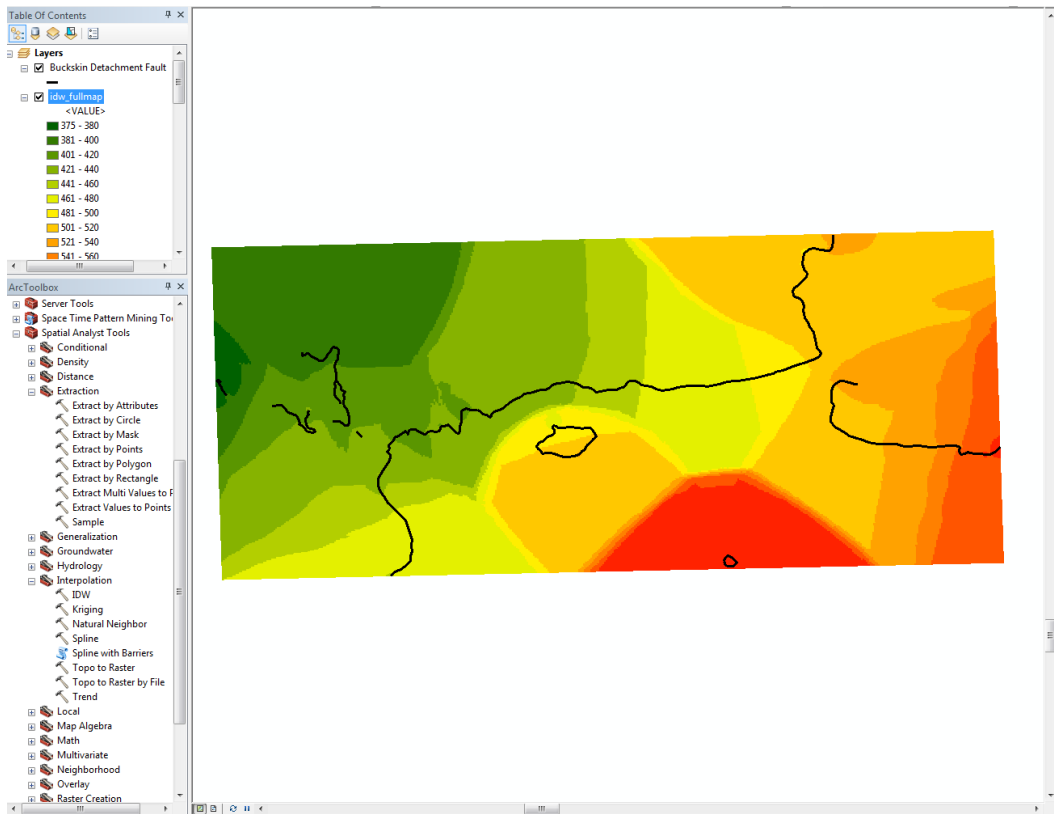 Table Of Contents
Layers
Buckskin Detachment Fault
idw_fullmap
<VALUE>
375 - 380
381 - 400
401 - 420
421 - 440
441 - 460
461 - 480
481 - 500
501 - 520
521 - 540
541 - 560
ArcToolbox
Server Tools
Space Time Pattern Mining Too
Spatial Analyst Tools
Conditional
Density
Distance
Extraction
Extract by Attributes
Extract by Circle
Extract by Mask
Extract by Points
Extract by Polygon
Extract by Rectangle
Extract Multi Values to P
Extract Values to Points
Sample
Generalization
Groundwater
Hydrology
Interpolation
IDW
Kriging
Natural Neighbor
Spline
Spline with Barriers
Topo to Raster
Topo to Raster by File
Trend
Local
Map Algebra
Math
Multivariate
Neighborhood
Overlay
Raster Creation